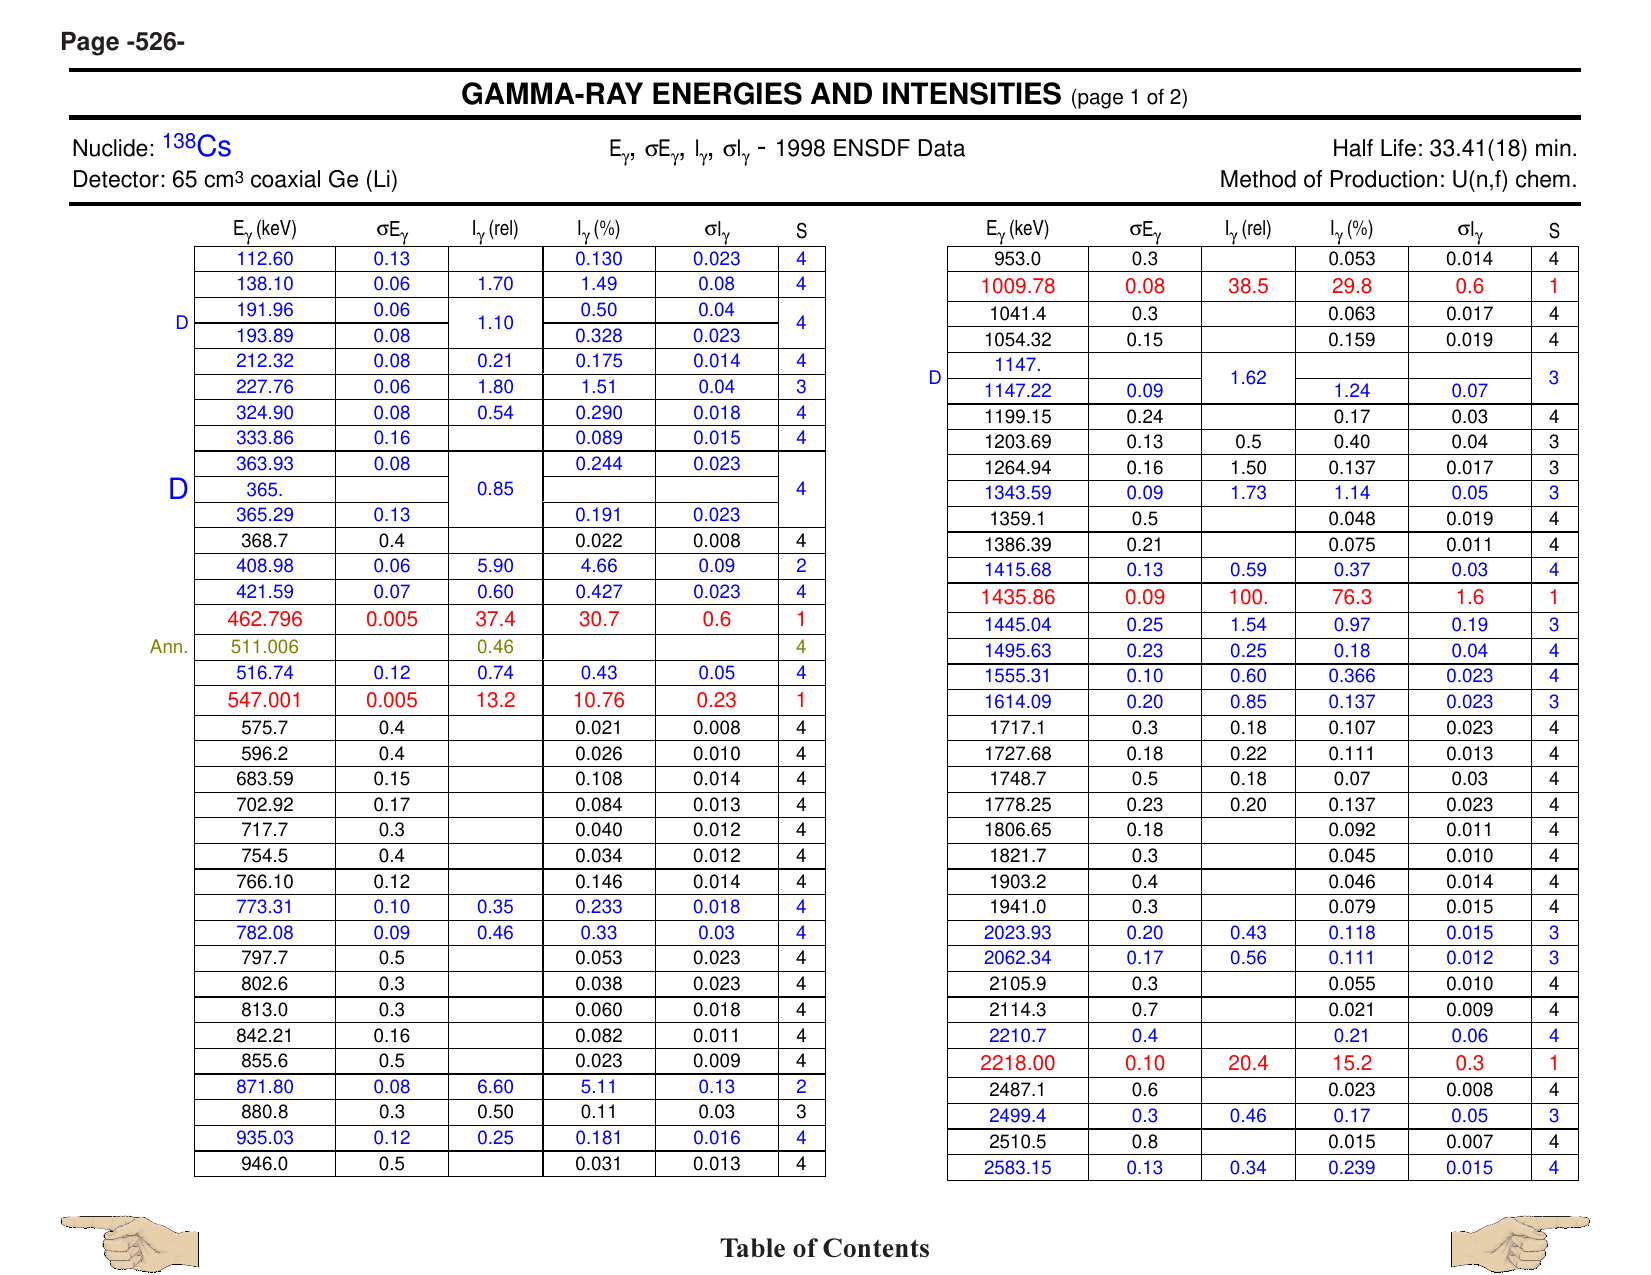 Page -526-
GAMMA-RAY ENERGIES AND INTENSITIES (page 1 of 2)
Nuclide: ¹³⁸Cs
Eγ, σEγ, Iγ, σIγ - 1998 ENSDF Data
Half Life: 33.41(18) min.
Detector: 65 cm³ coaxial Ge (Li)
Method of Production: U(n,f) chem.
Eγ (keV) σEγ Iγ (rel) Iγ (%) σIγ S
112.60 0.13 0.130 0.023 4
138.10 0.06 1.70 1.49 0.08 4
191.96 0.06 0.50 0.04
D 1.10 4
193.89 0.08 0.328 0.023
212.32 0.08 0.21 0.175 0.014 4
227.76 0.06 1.80 1.51 0.04 3
324.90 0.08 0.54 0.290 0.018 4
333.86 0.16 0.089 0.015 4
363.93 0.08 0.244 0.023
D 365. 0.85 4
365.29 0.13 0.191 0.023
368.7 0.4 0.022 0.008 4
408.98 0.06 5.90 4.66 0.09 2
421.59 0.07 0.60 0.427 0.023 4
462.796 0.005 37.4 30.7 0.6 1
Ann. 511.006 0.46 4
516.74 0.12 0.74 0.43 0.05 4
547.001 0.005 13.2 10.76 0.23 1
575.7 0.4 0.021 0.008 4
596.2 0.4 0.026 0.010 4
683.59 0.15 0.108 0.014 4
702.92 0.17 0.084 0.013 4
717.7 0.3 0.040 0.012 4
754.5 0.4 0.034 0.012 4
766.10 0.12 0.146 0.014 4
773.31 0.10 0.35 0.233 0.018 4
782.08 0.09 0.46 0.33 0.03 4
797.7 0.5 0.053 0.023 4
802.6 0.3 0.038 0.023 4
813.0 0.3 0.060 0.018 4
842.21 0.16 0.082 0.011 4
855.6 0.5 0.023 0.009 4
871.80 0.08 6.60 5.11 0.13 2
880.8 0.3 0.50 0.11 0.03 3
935.03 0.12 0.25 0.181 0.016 4
946.0 0.5 0.031 0.013 4
Eγ (keV) σEγ Iγ (rel) Iγ (%) σIγ S
953.0 0.3 0.053 0.014 4
1009.78 0.08 38.5 29.8 0.6 1
1041.4 0.3 0.063 0.017 4
1054.32 0.15 0.159 0.019 4
1147.
D 1.62 3
1147.22 0.09 1.24 0.07
1199.15 0.24 0.17 0.03 4
1203.69 0.13 0.5 0.40 0.04 3
1264.94 0.16 1.50 0.137 0.017 3
1343.59 0.09 1.73 1.14 0.05 3
1359.1 0.5 0.048 0.019 4
1386.39 0.21 0.075 0.011 4
1415.68 0.13 0.59 0.37 0.03 4
1435.86 0.09 100. 76.3 1.6 1
1445.04 0.25 1.54 0.97 0.19 3
1495.63 0.23 0.25 0.18 0.04 4
1555.31 0.10 0.60 0.366 0.023 4
1614.09 0.20 0.85 0.137 0.023 3
1717.1 0.3 0.18 0.107 0.023 4
1727.68 0.18 0.22 0.111 0.013 4
1748.7 0.5 0.18 0.07 0.03 4
1778.25 0.23 0.20 0.137 0.023 4
1806.65 0.18 0.092 0.011 4
1821.7 0.3 0.045 0.010 4
1903.2 0.4 0.046 0.014 4
1941.0 0.3 0.079 0.015 4
2023.93 0.20 0.43 0.118 0.015 3
2062.34 0.17 0.56 0.111 0.012 3
2105.9 0.3 0.055 0.010 4
2114.3 0.7 0.021 0.009 4
2210.7 0.4 0.21 0.06 4
2218.00 0.10 20.4 15.2 0.3 1
2487.1 0.6 0.023 0.008 4
2499.4 0.3 0.46 0.17 0.05 3
2510.5 0.8 0.015 0.007 4
2583.15 0.13 0.34 0.239 0.015 4
Table of Contents